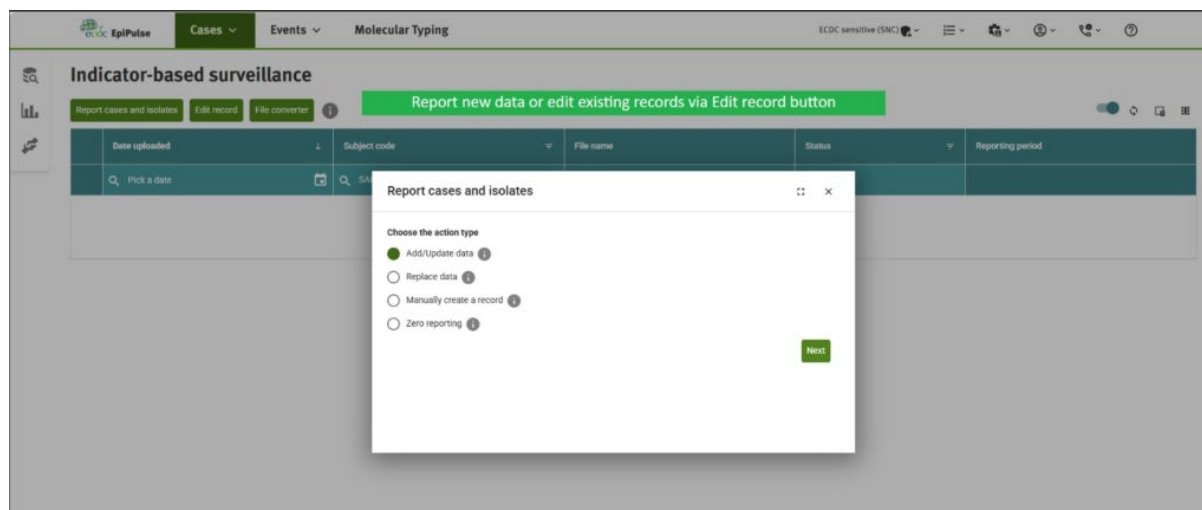 ecdc EpiPulse
Cases
Events
Molecular Typing
ECDC sensitive (SNC)
Indicator-based surveillance
Report cases and isolates
Edit record
File converter
Report new data or edit existing records via Edit record button
Date uploaded
Subject code
File name
Status
Reporting period
Pick a date
Report cases and isolates
Choose the action type
Add/Update data
Replace data
Manually create a record
Zero reporting
Next